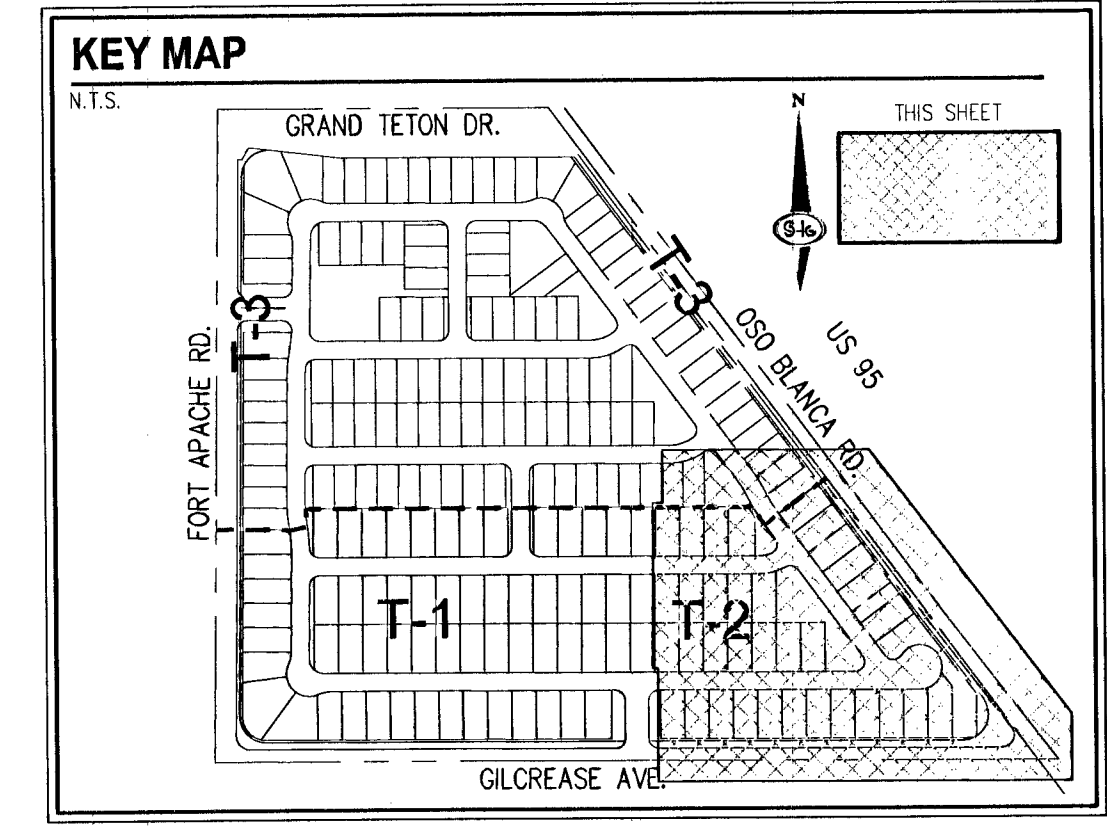 KEY MAP
N.T.S.
GRAND TETON DR.
N
THIS SHEET
T-3
T-3
FORT APACHE RD.
OSO BLANCA RD.
US 95
T-1
T-2
GILCREASE AVE.